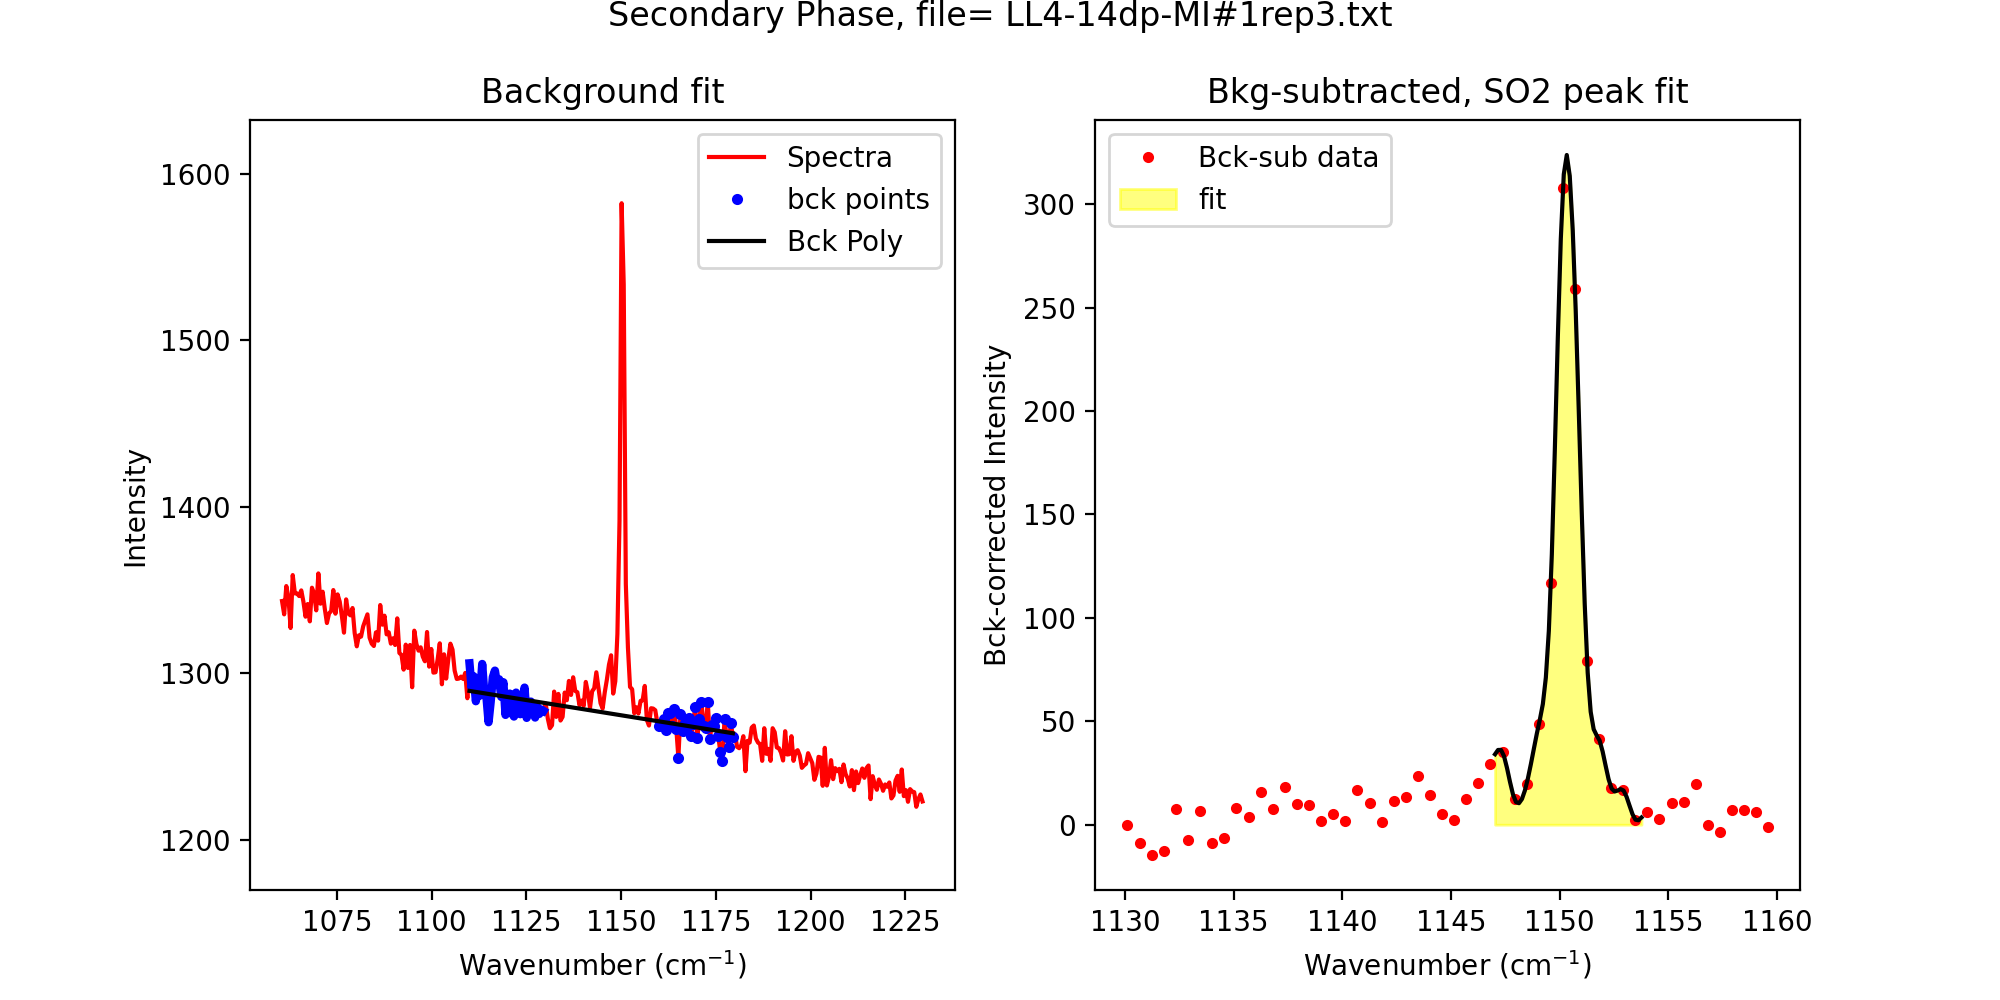 Secondary Phase, file= LL4-14dp-MI#1rep3.txt
Background fit
Spectra
bck points
Bck Poly
Intensity
1600
1500
1400
1300
1200
1075 1100 1125 1150 1175 1200 1225
Wavenumber (cm⁻¹)
Bkg-subtracted, SO2 peak fit
Bck-sub data
fit
Bck-corrected Intensity
300
250
200
150
100
50
0
1130 1135 1140 1145 1150 1155 1160
Wavenumber (cm⁻¹)